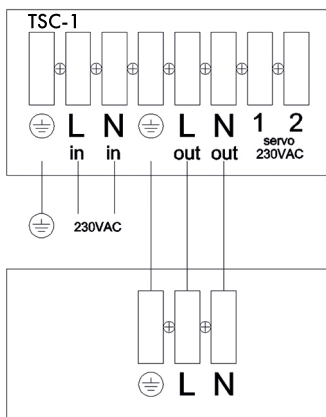 TSC-1
L N L N 1 2
in in out out servo
230VAC
230VAC
L N